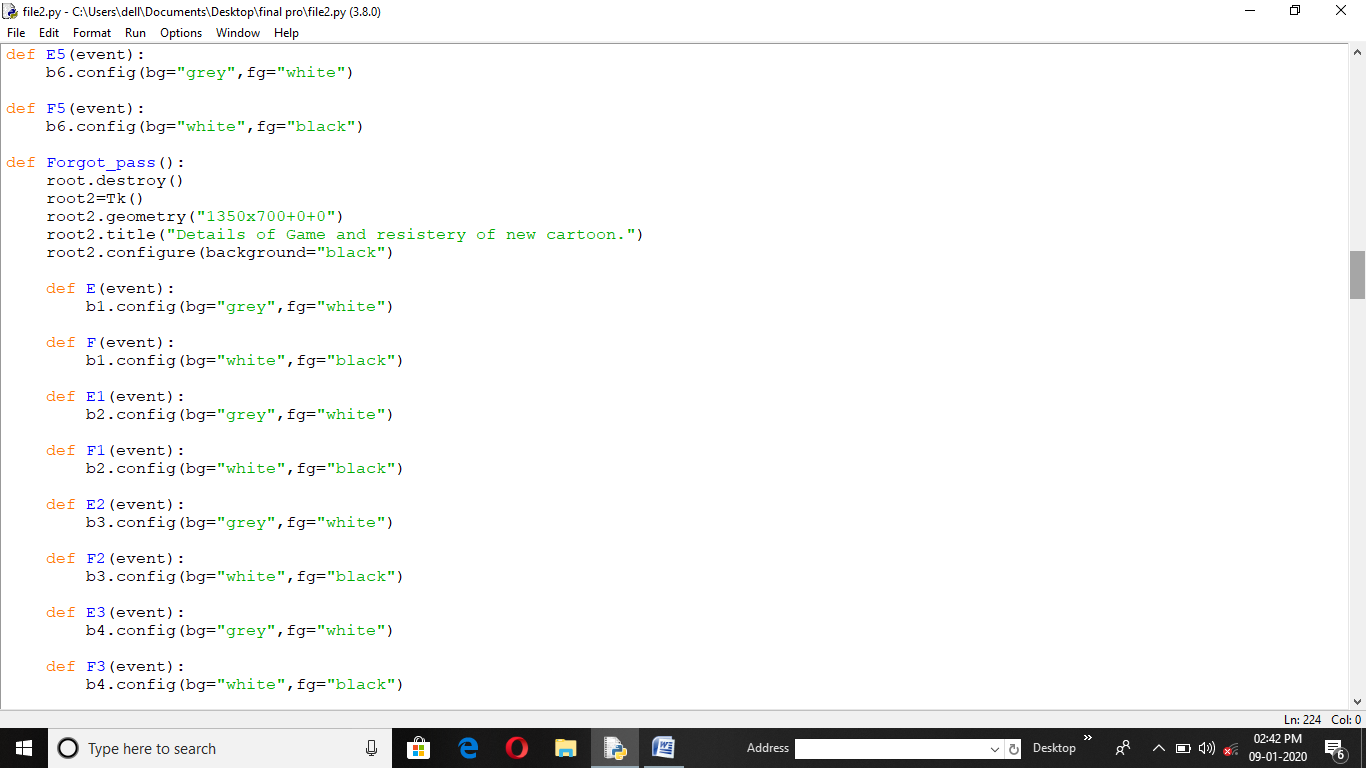 file2.py - C:\Users\dell\Documents\Desktop\final pro\file2.py (3.8.0)
File Edit Format Run Options Window Help
def E5(event):
    b6.config(bg="grey",fg="white")

def F5(event):
    b6.config(bg="white",fg="black")

def Forgot_pass():
    root.destroy()
    root2=Tk()
    root2.geometry("1350x700+0+0")
    root2.title("Details of Game and resistery of new cartoon.")
    root2.configure(background="black")

    def E(event):
        b1.config(bg="grey",fg="white")

    def F(event):
        b1.config(bg="white",fg="black")

    def E1(event):
        b2.config(bg="grey",fg="white")

    def F1(event):
        b2.config(bg="white",fg="black")

    def E2(event):
        b3.config(bg="grey",fg="white")

    def F2(event):
        b3.config(bg="white",fg="black")

    def E3(event):
        b4.config(bg="grey",fg="white")

    def F3(event):
        b4.config(bg="white",fg="black")
Ln: 224 Col: 0
Type here to search
Address
Desktop
02:42 PM
09-01-2020
6